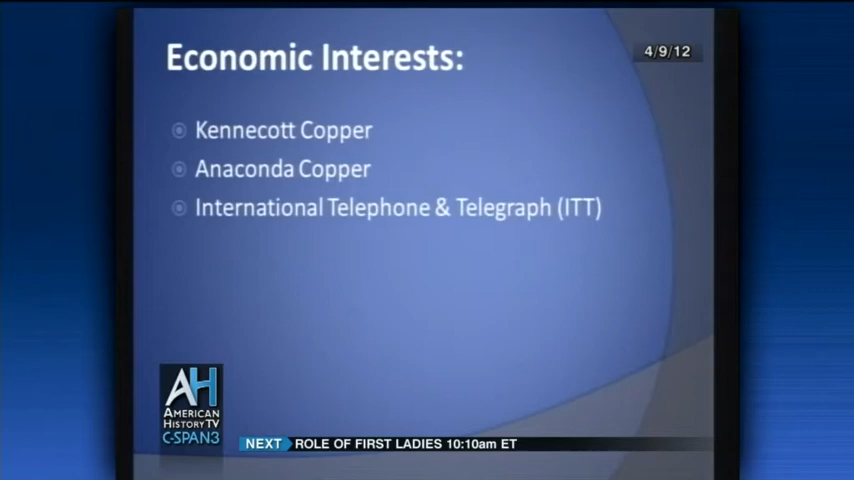 Economic Interests:
4/9/12
Kennecott Copper
Anaconda Copper
International Telephone & Telegraph (ITT)
AH
AMERICAN
HISTORY TV
C-SPAN3
NEXT ROLE OF FIRST LADIES 10:10am ET